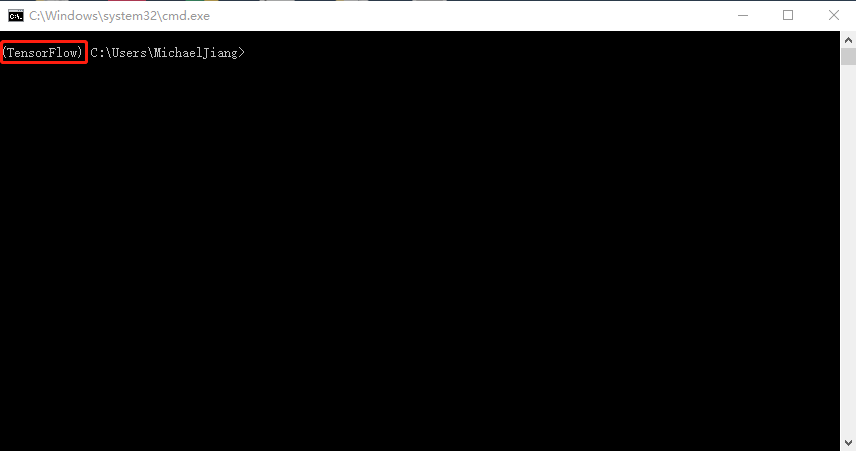 C:\Windows\system32\cmd.exe
(TensorFlow) C:\Users\MichaelJiang>